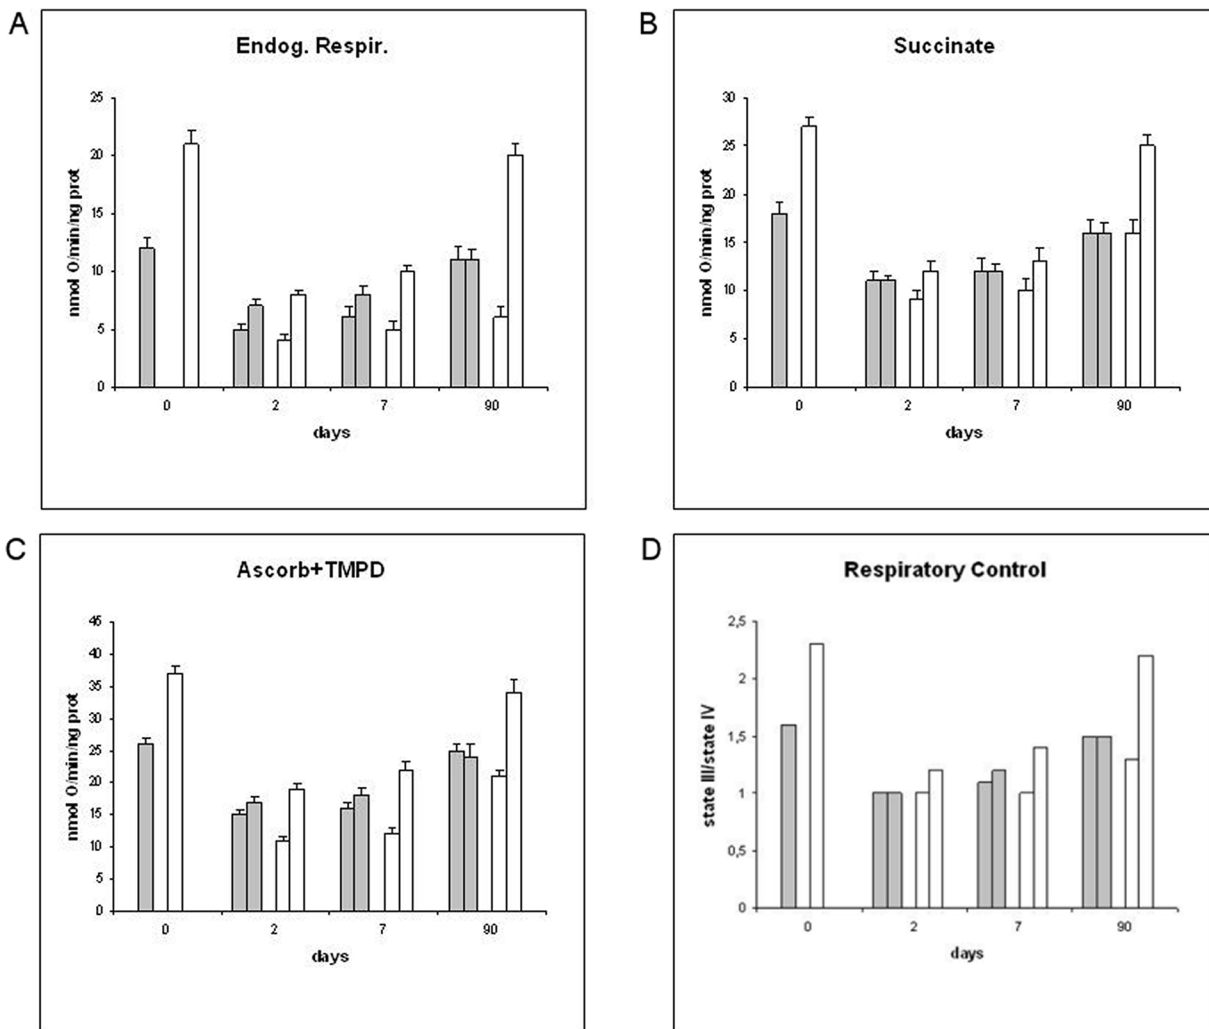 A
Endog. Respir.
nmol O/min/ng prot
25
20
15
10
5
0
0 2 7 90
days
B
Succinate
nmol O/min/ng prot
30
25
20
15
10
5
0
0 2 7 90
days
C
Ascorb+TMPD
nmol O/min/ng prot
45
40
35
30
25
20
15
10
5
0
0 2 7 90
days
D
Respiratory Control
state III/state IV
2,5
2
1,5
1
0,5
0
0 2 7 90
days